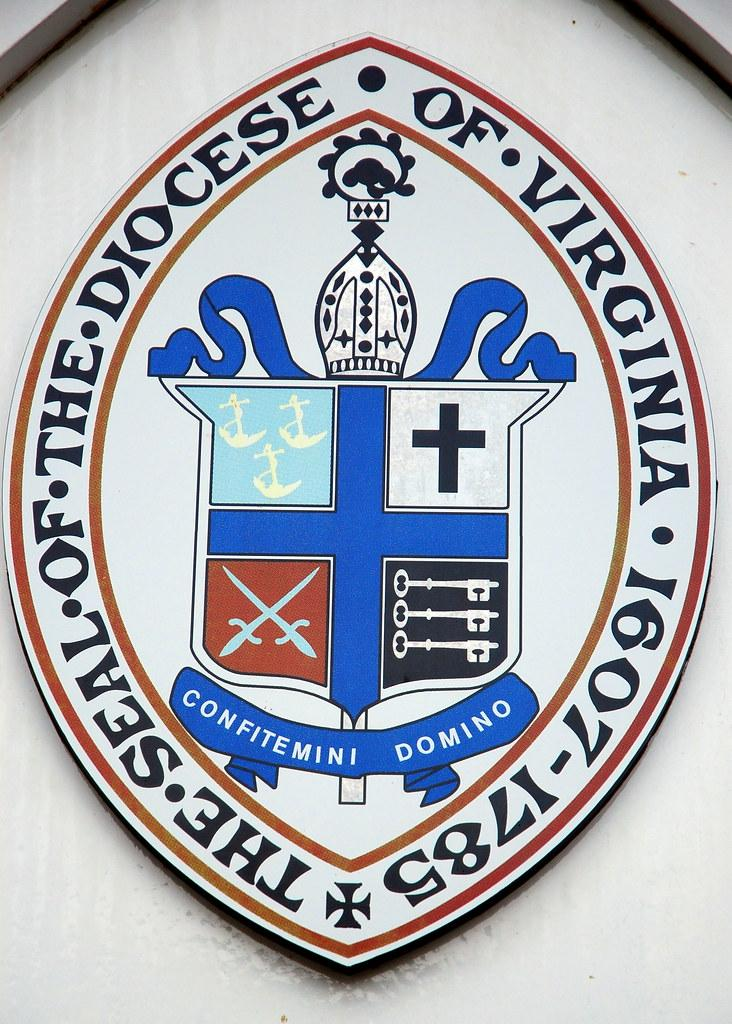 THE·SEAL·OF·THE·DIOCESE • OF·VIRGINIA · 1607-1785
CONFITEMINI DOMINO